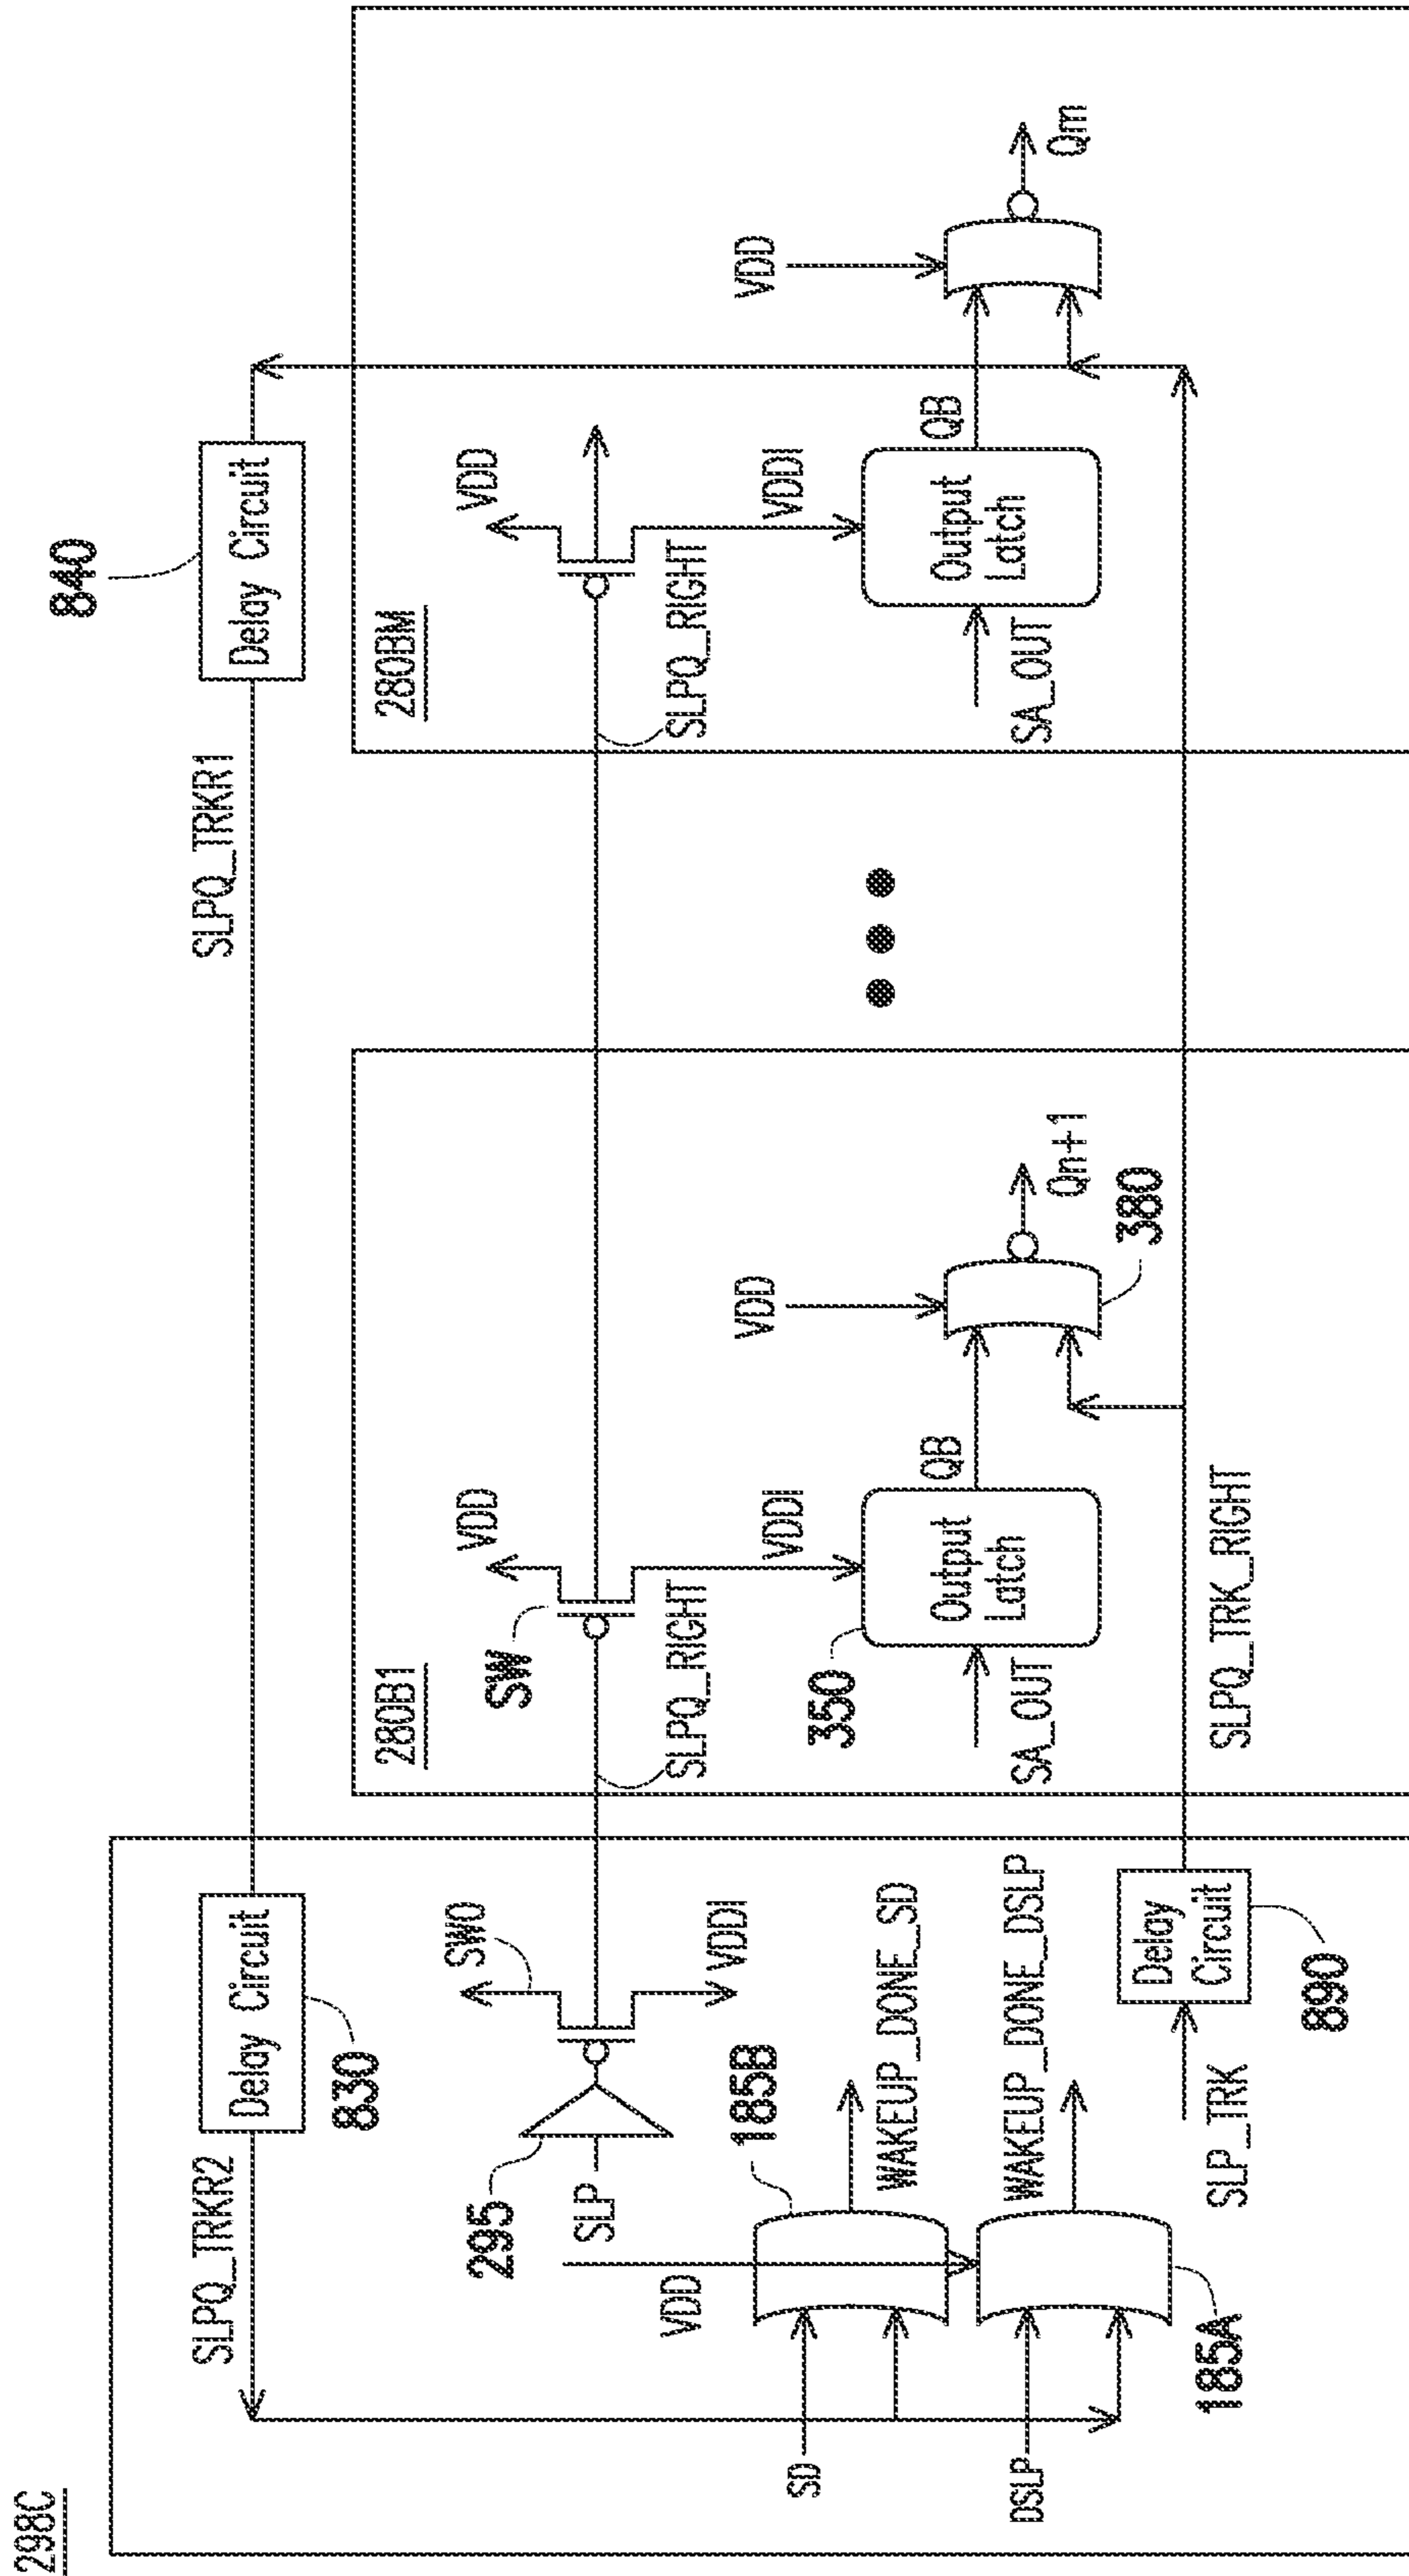 298C
SLPQ_TRKR2
Delay Circuit
830
SLPQ_TRKR1
Delay Circuit
840
295
SLP
SW0
VDDI
VDD
SD
185B
WAKEUP_DONE_SD
DSLP
185A
WAKEUP_DONE_DSLP
SLP_TRK
Delay
Circuit
890
280B1
SW
VDD
SLPQ_RIGHT
VDDI
350
SA_OUT
Output
Latch
QB
VDD
Qn+1
380
SLPQ_TRK_RIGHT
280BM
VDD
SLPQ_RIGHT
VDDI
SA_OUT
Output
Latch
QB
VDD
Qm